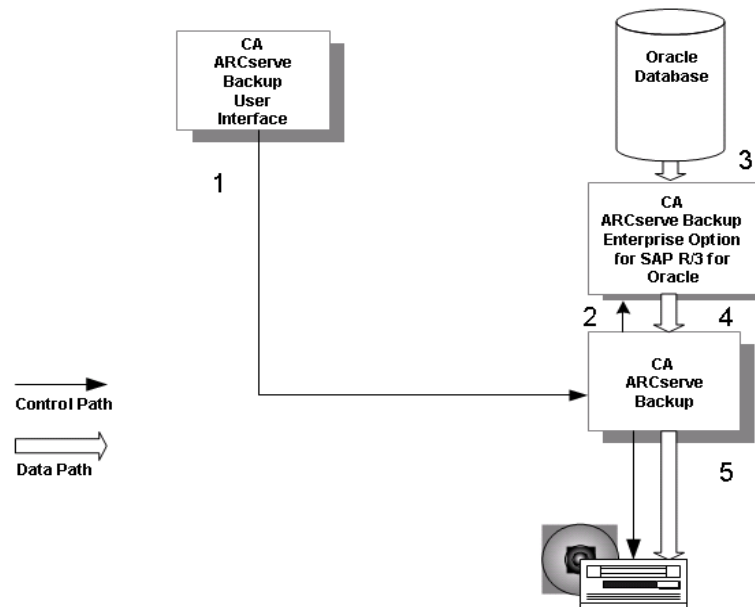 CA
ARCserve
Backup
User
Interface
Oracle
Database
1
3
CA
ARCserve Backup
Enterprise Option
for SAP R/3 for
Oracle
2
4
CA
ARCserve
Backup
Control Path
Data Path
5